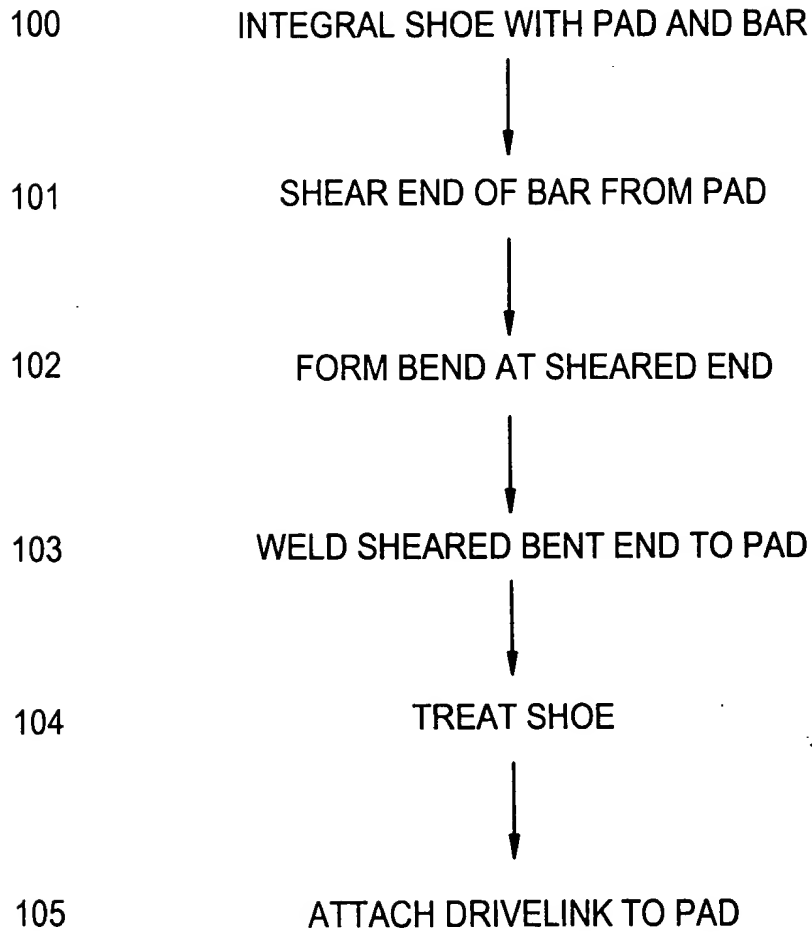 100 INTEGRAL SHOE WITH PAD AND BAR
101 SHEAR END OF BAR FROM PAD
102 FORM BEND AT SHEARED END
103 WELD SHEARED BENT END TO PAD
104 TREAT SHOE
105 ATTACH DRIVELINK TO PAD